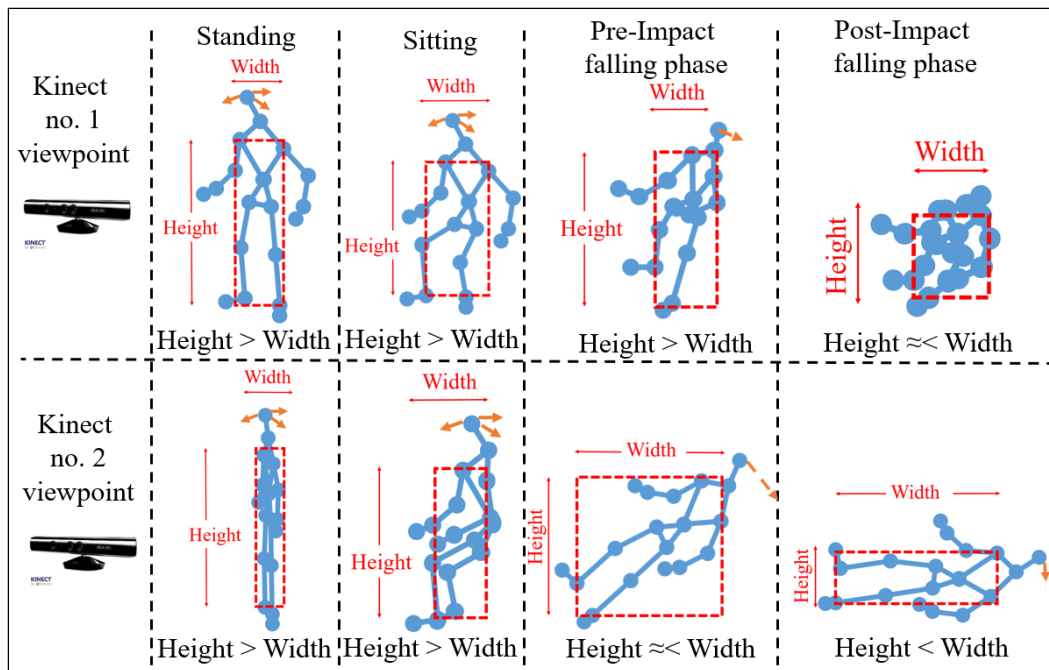 Standing
Sitting
Pre-Impact
falling phase
Post-Impact
falling phase
Kinect
no. 1
viewpoint
KINECT
Width
Height
Height > Width
Width
Height
Height > Width
Width
Height
Height > Width
Width
Height
Height ≈< Width
Kinect
no. 2
viewpoint
KINECT
Width
Height
Height > Width
Width
Height
Height > Width
Width
Height
Height ≈< Width
Width
Height
Height < Width